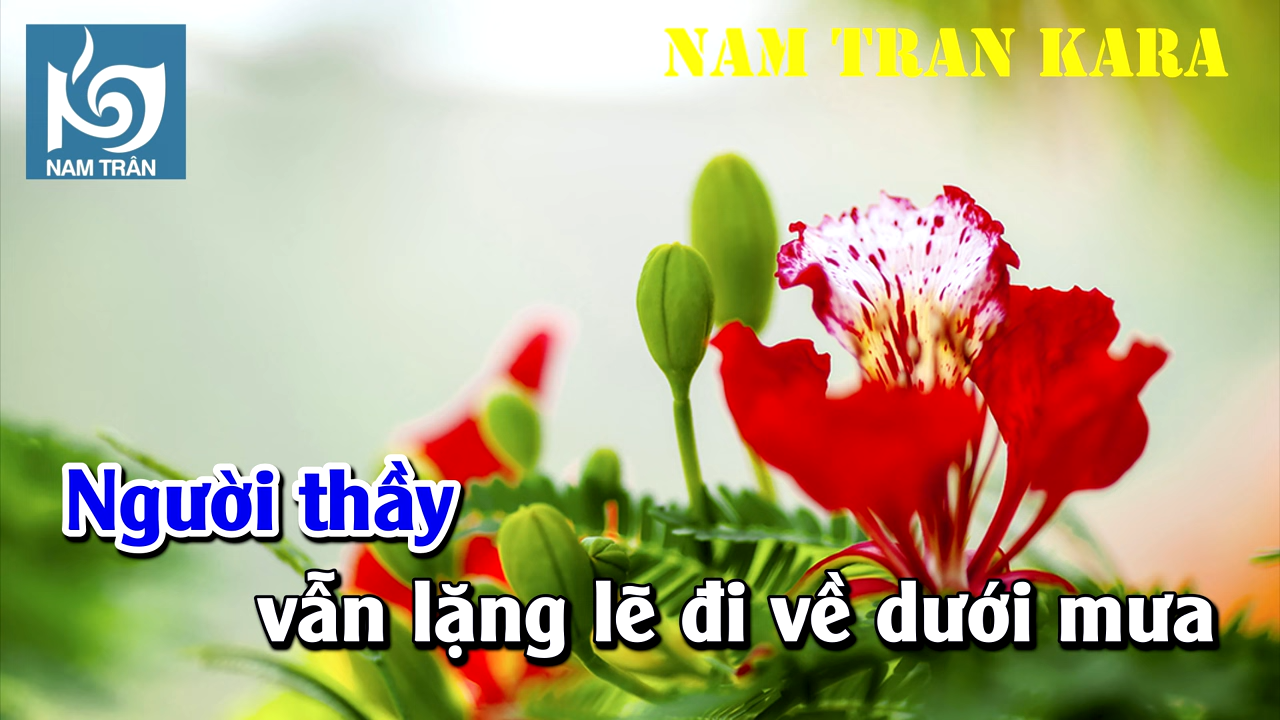 NAM TRAN KARA
NAM TRÂN
Người thầy
vẫn lặng lẽ đi về dưới mưa